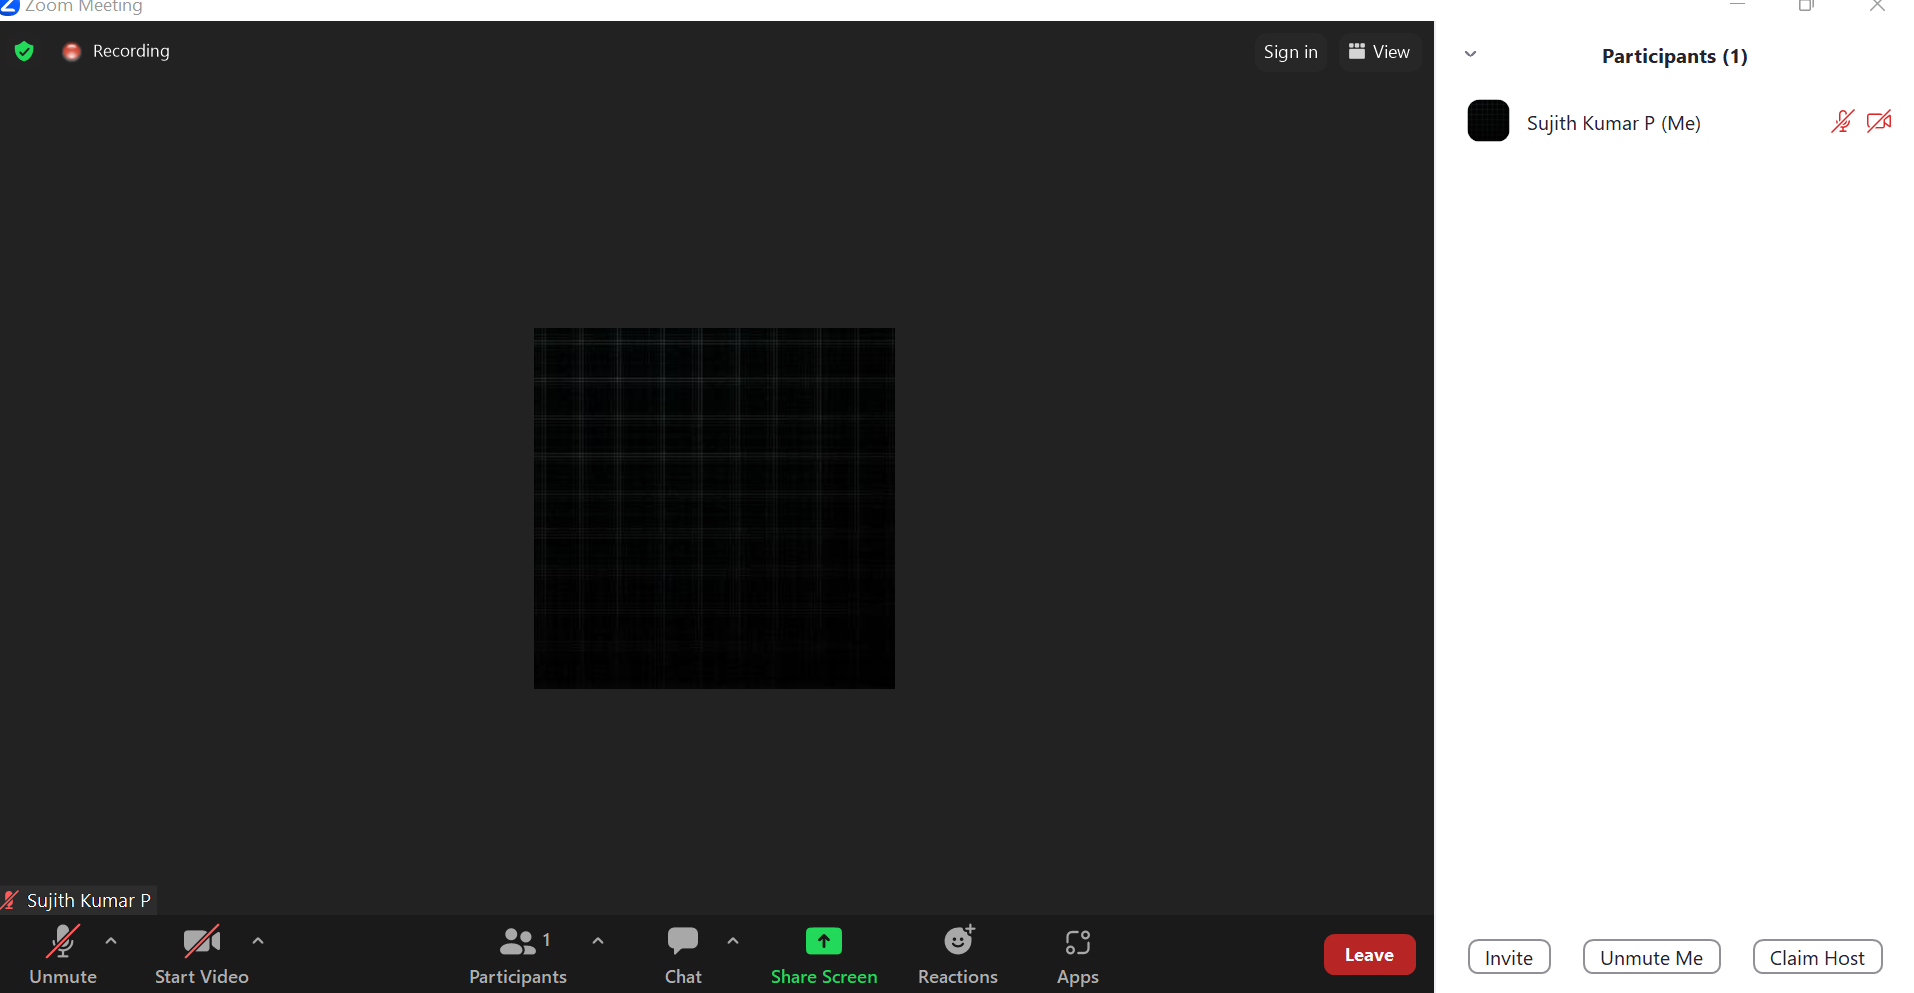 Zoom Meeting
Recording
Sign in
View
Participants (1)
Sujith Kumar P (Me)
Sujith Kumar P
Unmute
Start Video
1
Participants
Chat
Share Screen
Reactions
Apps
Leave
Invite
Unmute Me
Claim Host